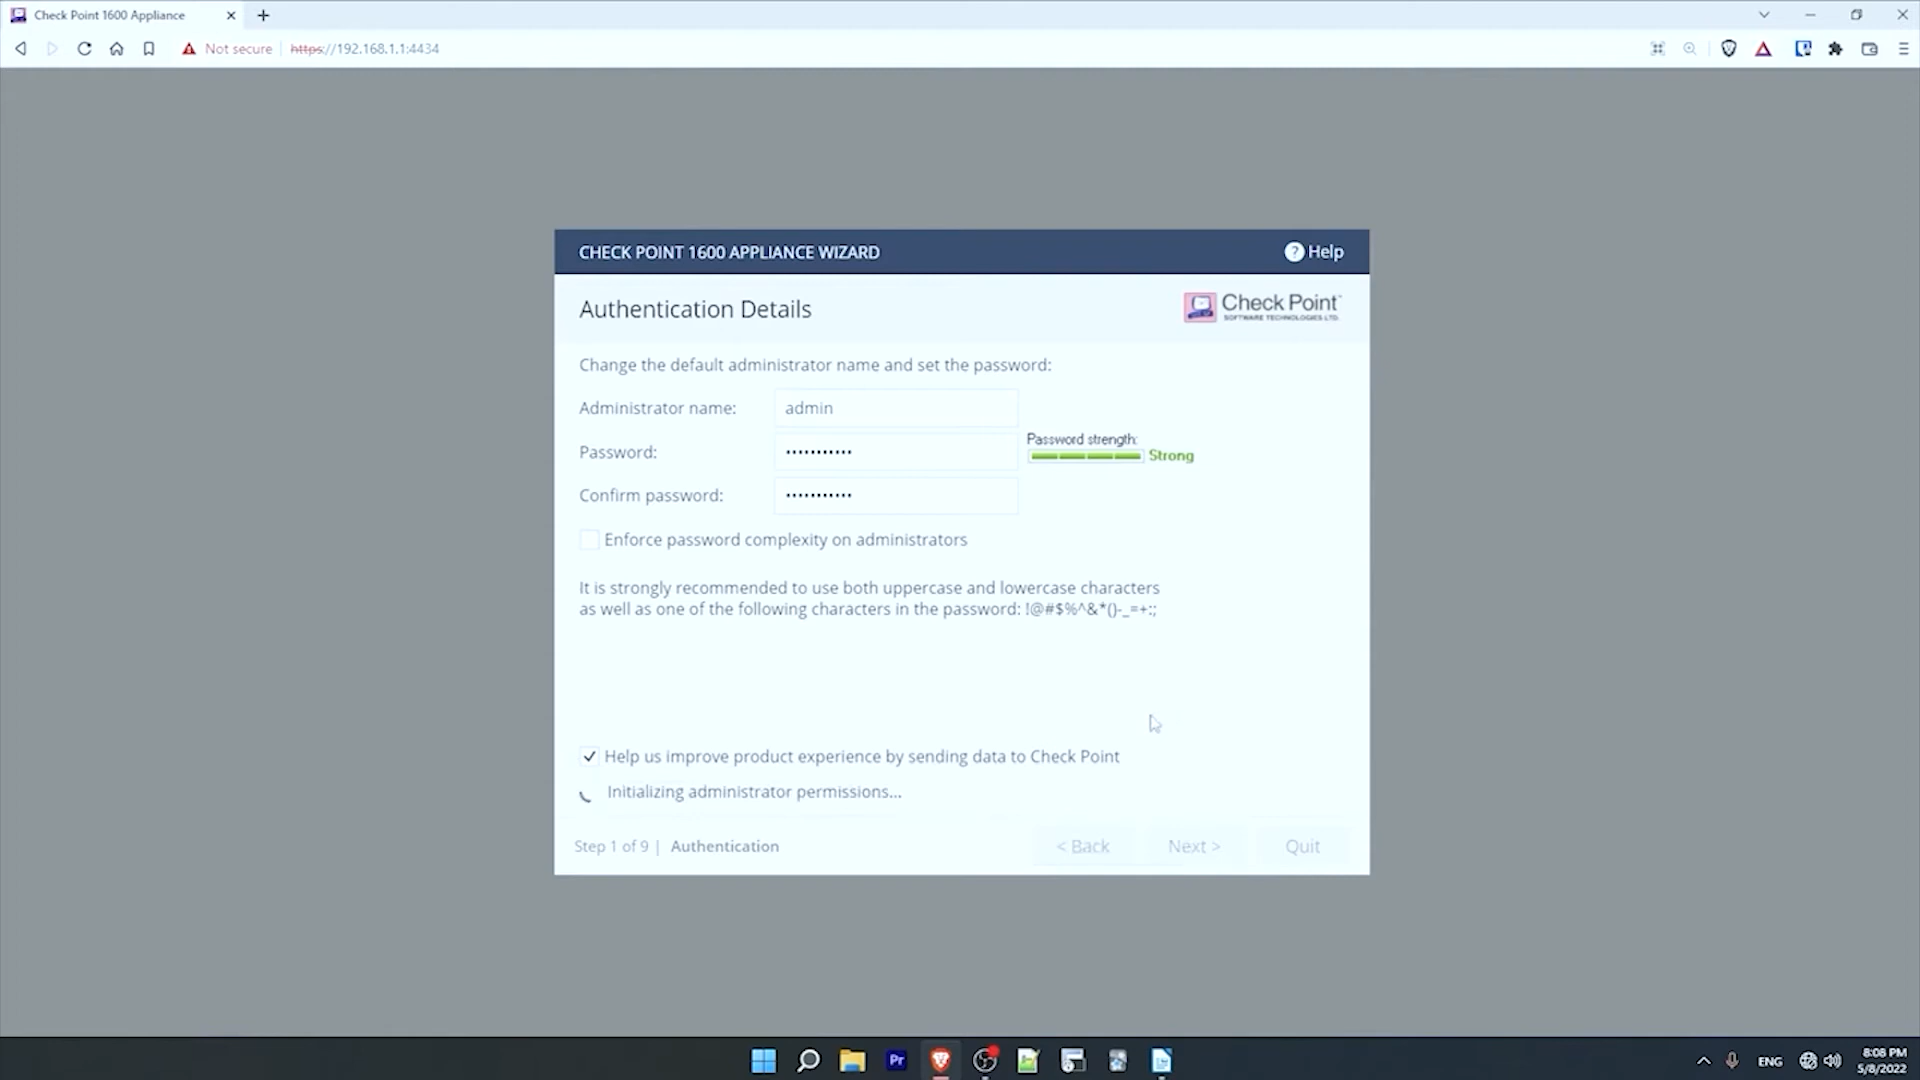 Check Point 1600 Appliance
Not secure https://192.168.1.1:4434
CHECK POINT 1600 APPLIANCE WIZARD
? Help
Authentication Details
Check Point
SOFTWARE TECHNOLOGIES LTD.
Change the default administrator name and set the password:
Administrator name: admin
Password: •••••••••••
Password strength:
Strong
Confirm password: •••••••••••
Enforce password complexity on administrators
It is strongly recommended to use both uppercase and lowercase characters
as well as one of the following characters in the password: !@#$%^&*()-_=+:;
Help us improve product experience by sending data to Check Point
Initializing administrator permissions...
Step 1 of 9 | Authentication
< Back Next > Quit
Pr
ENG
8:08 PM
5/8/2022